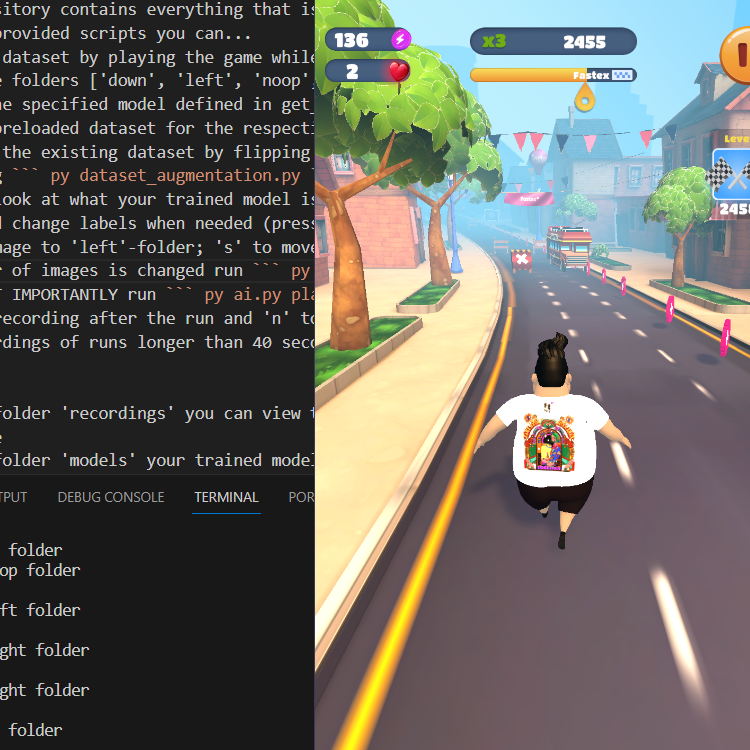 sitory contains everything that is
provided scripts you can...
dataset by playing the game while
e folders ['down', 'left', 'noop',
he specified model defined in get_
preloaded dataset for the respecti
the existing dataset by flipping
g ``` py dataset_augmentation.py `
look at what your trained model is
d change labels when needed (press
mage to 'left'-folder; 's' to move
r of images is changed run ``` py
T IMPORTANTLY run ``` py ai.py pla
recording after the run and 'n' to
rdings of runs longer than 40 seco
folder 'recordings' you can view t
e
folder 'models' your trained model
TPUT DEBUG CONSOLE TERMINAL POR
folder
op folder
ft folder
ght folder
ght folder
folder
136
2
x3 2455
Fastex
Leve
245